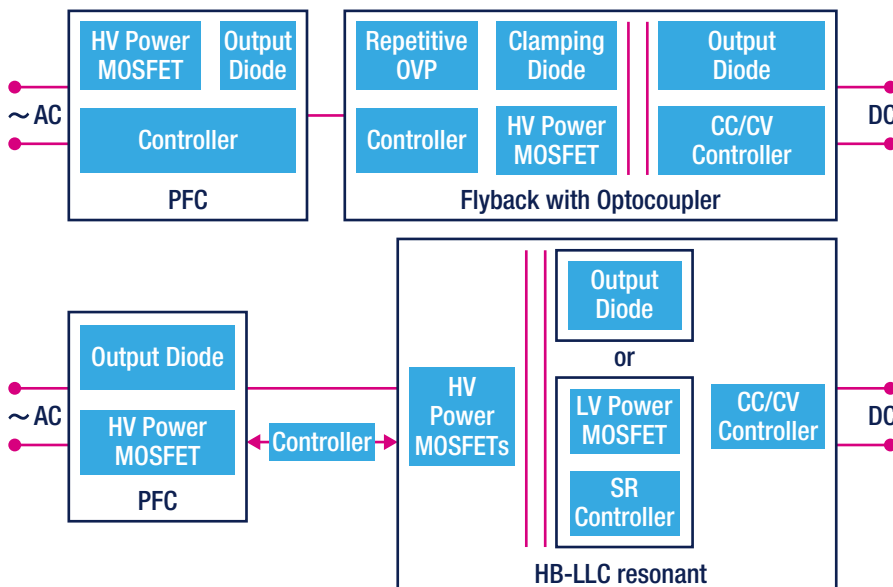 HV Power
MOSFET
Output
Diode
Controller
PFC
~ AC
Repetitive
OVP
Clamping
Diode
Controller
HV Power
MOSFET
Output
Diode
CC/CV
Controller
Flyback with Optocoupler
DC
Output Diode
HV Power
MOSFET
PFC
~ AC
Controller
HV
Power
MOSFETs
Output
Diode
or
LV Power
MOSFET
SR
Controller
CC/CV
Controller
HB-LLC resonant
DC